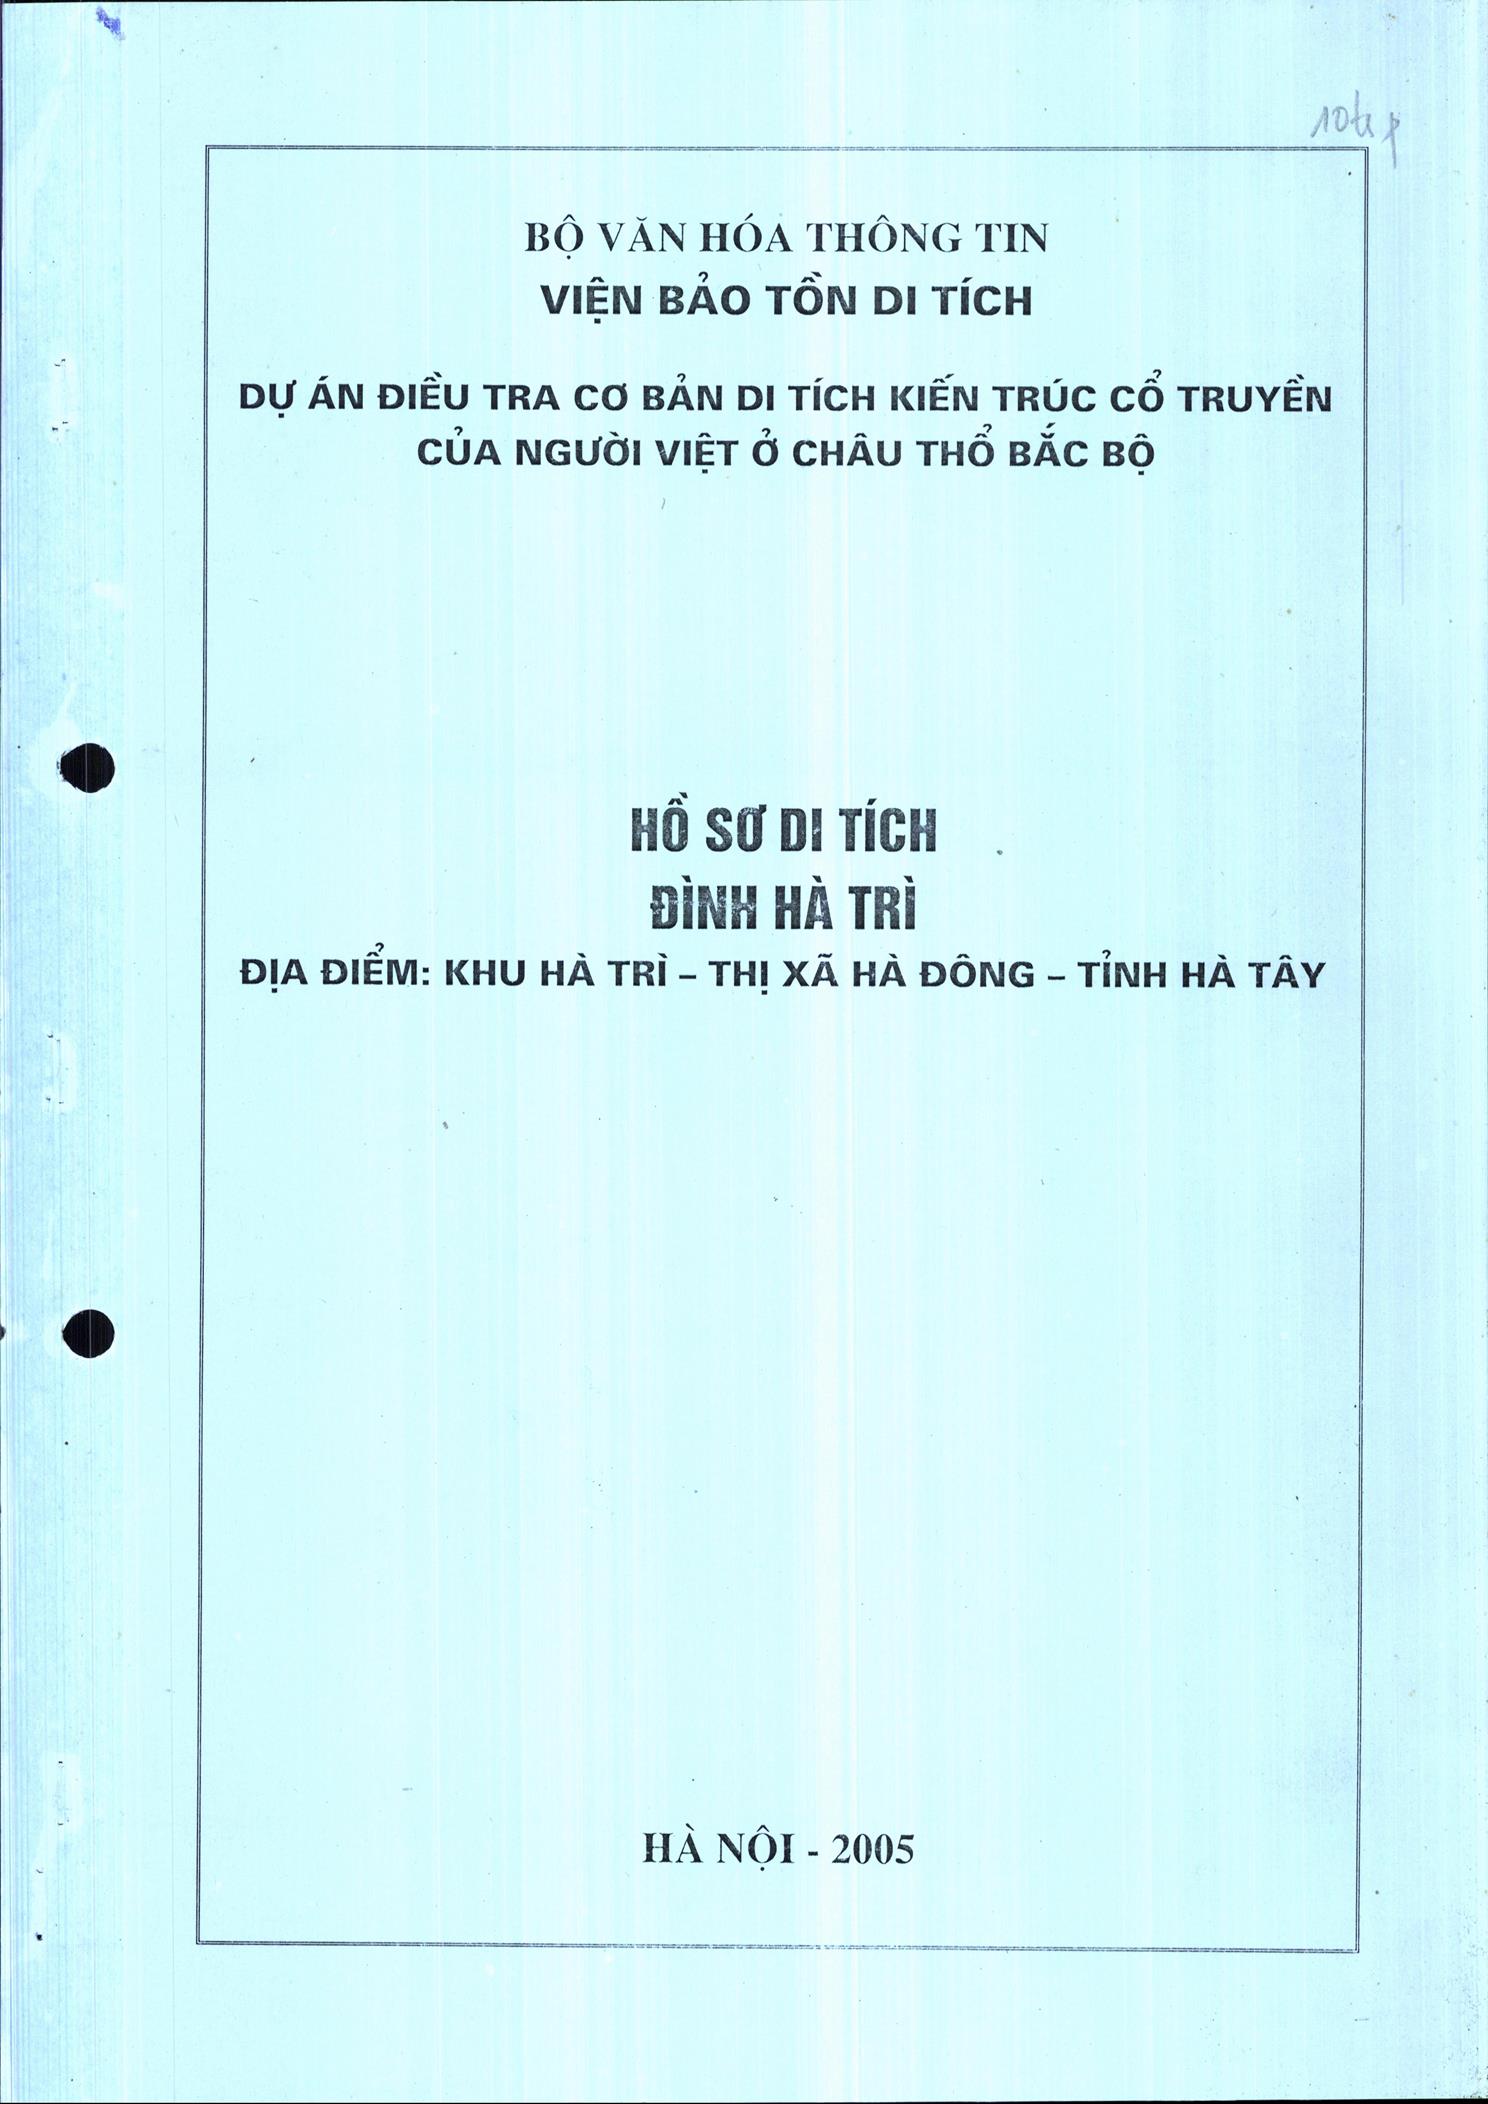 BỘ VĂN HÓA THÔNG TIN
VIỆN BẢO TỒN DI TÍCH
DỰ ÁN ĐIỀU TRA CƠ BẢN DI TÍCH KIẾN TRÚC CỔ TRUYỀN
CỦA NGƯỜI VIỆT Ở CHÂU THỔ BẮC BỘ
HỒ SƠ DI TÍCH
ĐÌNH HÀ TRÌ
ĐỊA ĐIỂM: KHU HÀ TRÌ – THỊ XÃ HÀ ĐÔNG – TỈNH HÀ TÂY
HÀ NỘI - 2005